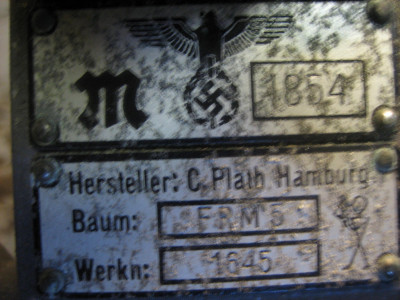 M 1854
Hersteller: C. Plath Hamburg
Baum: FRM 5
Werkn: 1645